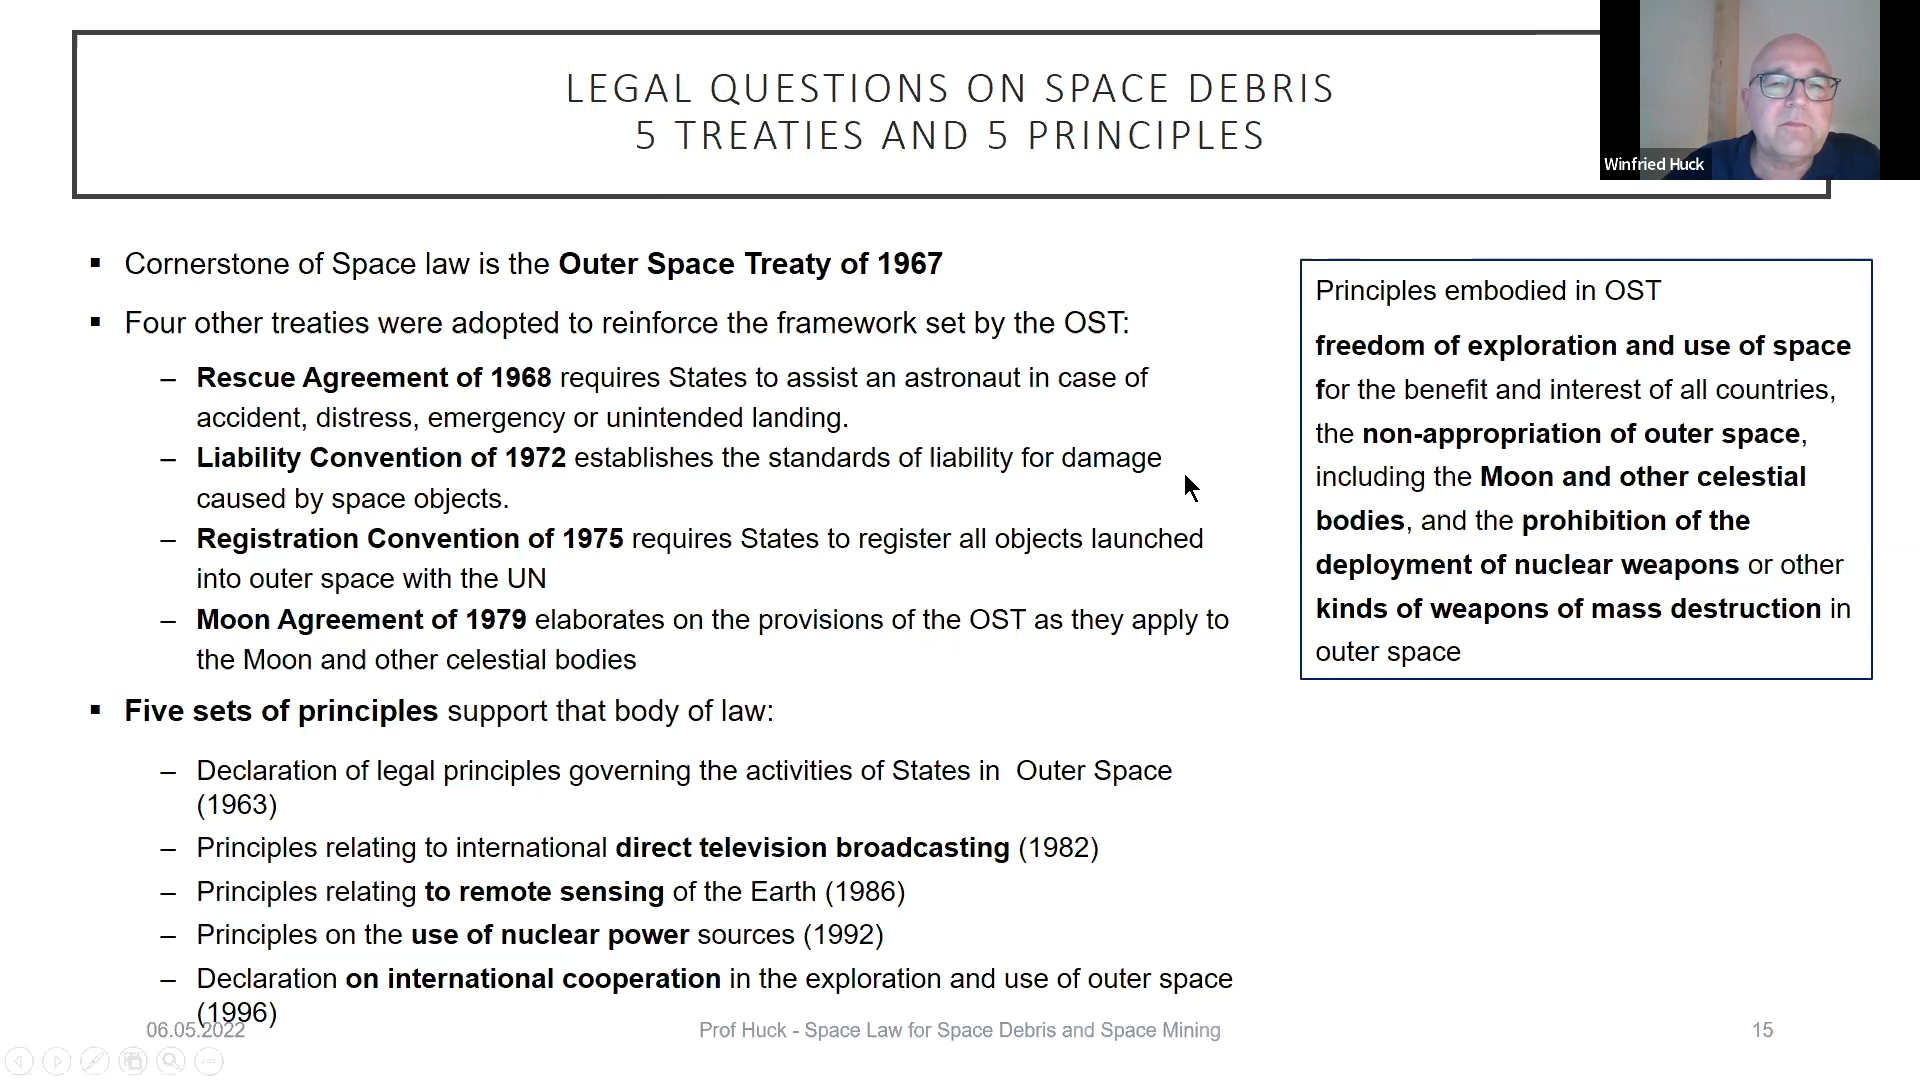 LEGAL QUESTIONS ON SPACE DEBRIS
5 TREATIES AND 5 PRINCIPLES
Winfried Huck
▪ Cornerstone of Space law is the Outer Space Treaty of 1967
▪ Four other treaties were adopted to reinforce the framework set by the OST:
– Rescue Agreement of 1968 requires States to assist an astronaut in case of
accident, distress, emergency or unintended landing.
– Liability Convention of 1972 establishes the standards of liability for damage
caused by space objects.
– Registration Convention of 1975 requires States to register all objects launched
into outer space with the UN
– Moon Agreement of 1979 elaborates on the provisions of the OST as they apply to
the Moon and other celestial bodies
▪ Five sets of principles support that body of law:
– Declaration of legal principles governing the activities of States in  Outer Space
(1963)
– Principles relating to international direct television broadcasting (1982)
– Principles relating to remote sensing of the Earth (1986)
– Principles on the use of nuclear power sources (1992)
– Declaration on international cooperation in the exploration and use of outer space
(1996)
Principles embodied in OST
freedom of exploration and use of space
for the benefit and interest of all countries,
the non-appropriation of outer space,
including the Moon and other celestial
bodies, and the prohibition of the
deployment of nuclear weapons or other
kinds of weapons of mass destruction in
outer space
06.05.2022
Prof Huck - Space Law for Space Debris and Space Mining
15